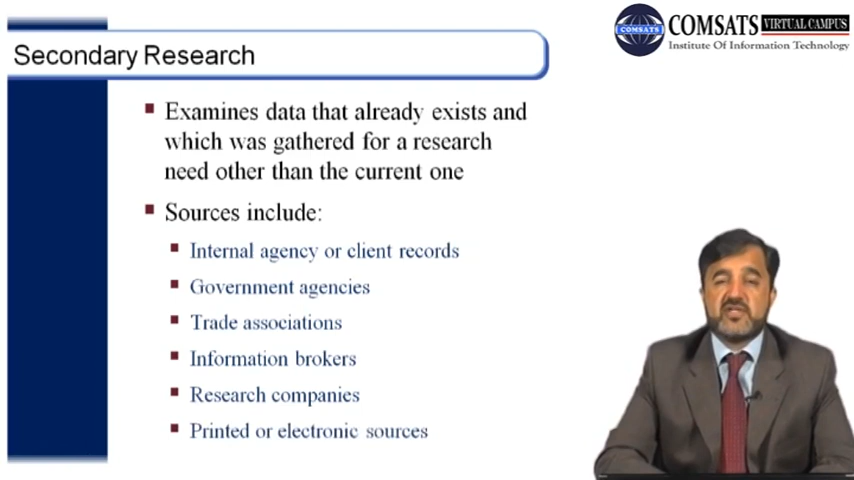 COMSATS
COMSATS VIRTUAL CAMPUS
Institute Of Information Technology
Secondary Research
Examines data that already exists and
which was gathered for a research
need other than the current one
Sources include:
Internal agency or client records
Government agencies
Trade associations
Information brokers
Research companies
Printed or electronic sources